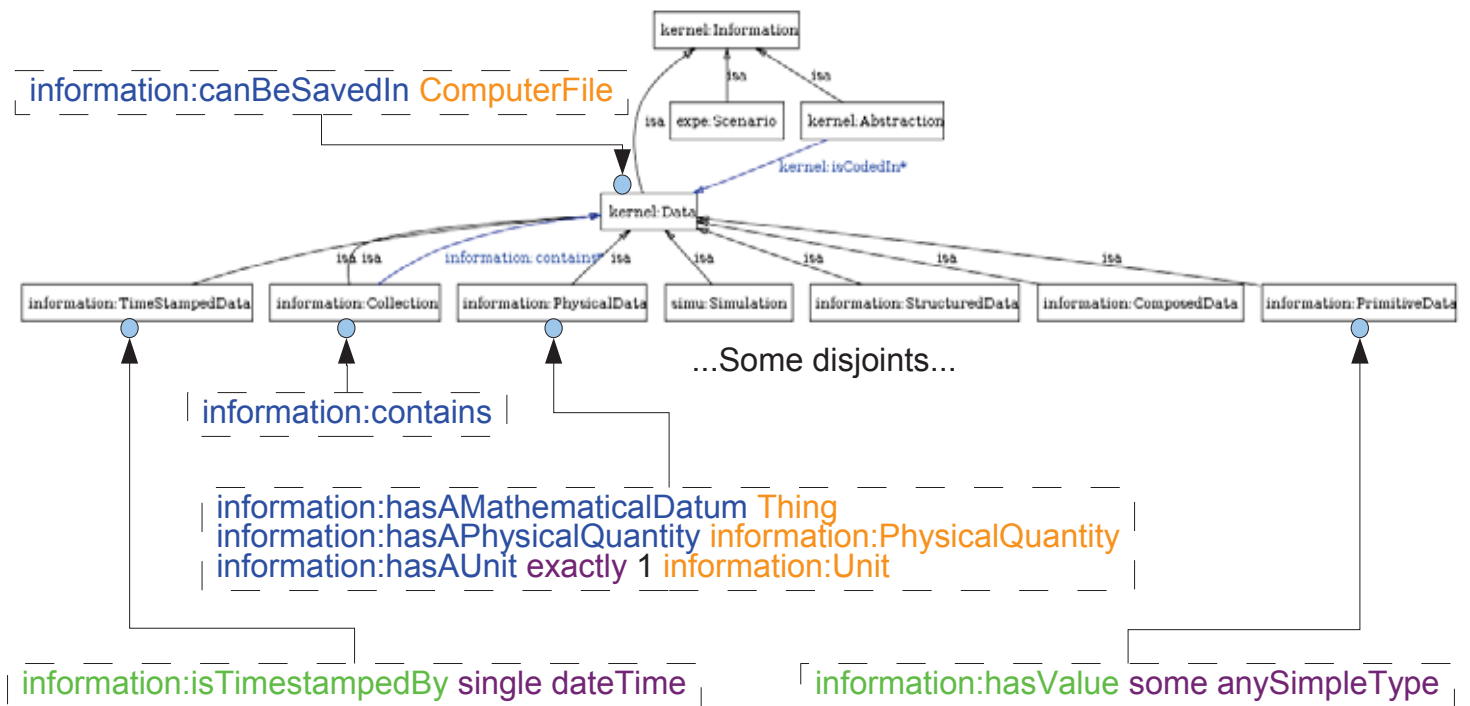 kernel:Information
isa
isa
information:canBeSavedIn ComputerFile
isa
expe:Scenario
kernel:Abstraction
kernel:isCodedIn*
kernel:Data
isa isa
information:contains*
isa
isa
isa
isa
isa
information:TimeStampedData
information:Collection
information:PhysicalData
simu:Simulation
information:StructuredData
information:ComposedData
information:PrimitiveData
...Some disjoints...
information:contains
information:hasAMathematicalDatum Thing
information:hasAPhysicalQuantity information:PhysicalQuantity
information:hasAUnit exactly 1 information:Unit
information:isTimestampedBy single dateTime
information:hasValue some anySimpleType